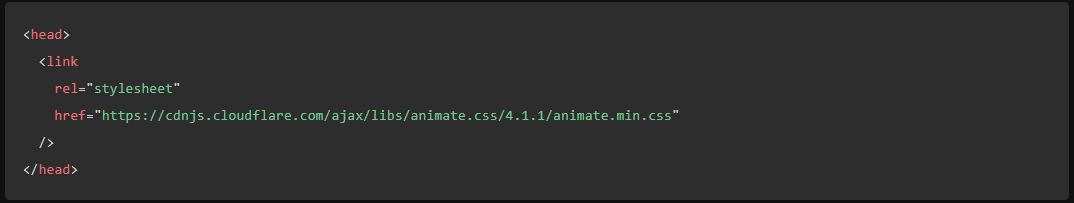 <head>
  <link
    rel="stylesheet"
    href="https://cdnjs.cloudflare.com/ajax/libs/animate.css/4.1.1/animate.min.css"
  />
</head>